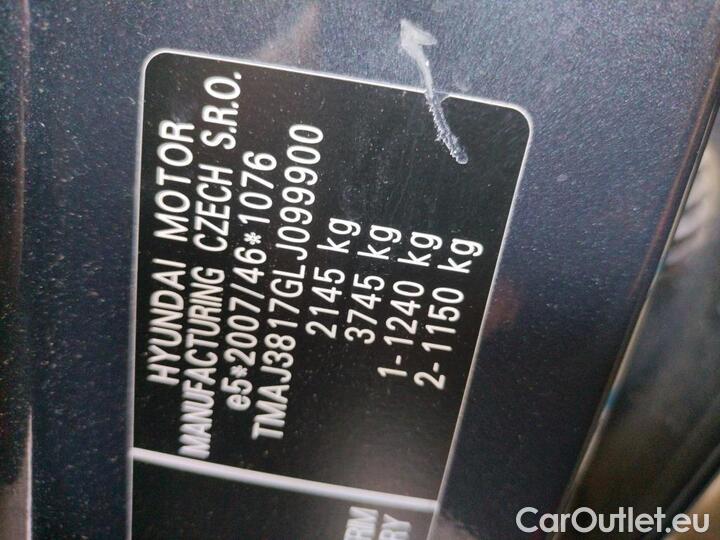 HYUNDAI MOTOR
MANUFACTURING CZECH S.R.O.
e5*2007/46*1076
TMAJ3817GLJ099900
2145 kg
3745 kg
1-1240 kg
2-1150 kg
CarOutlet.eu